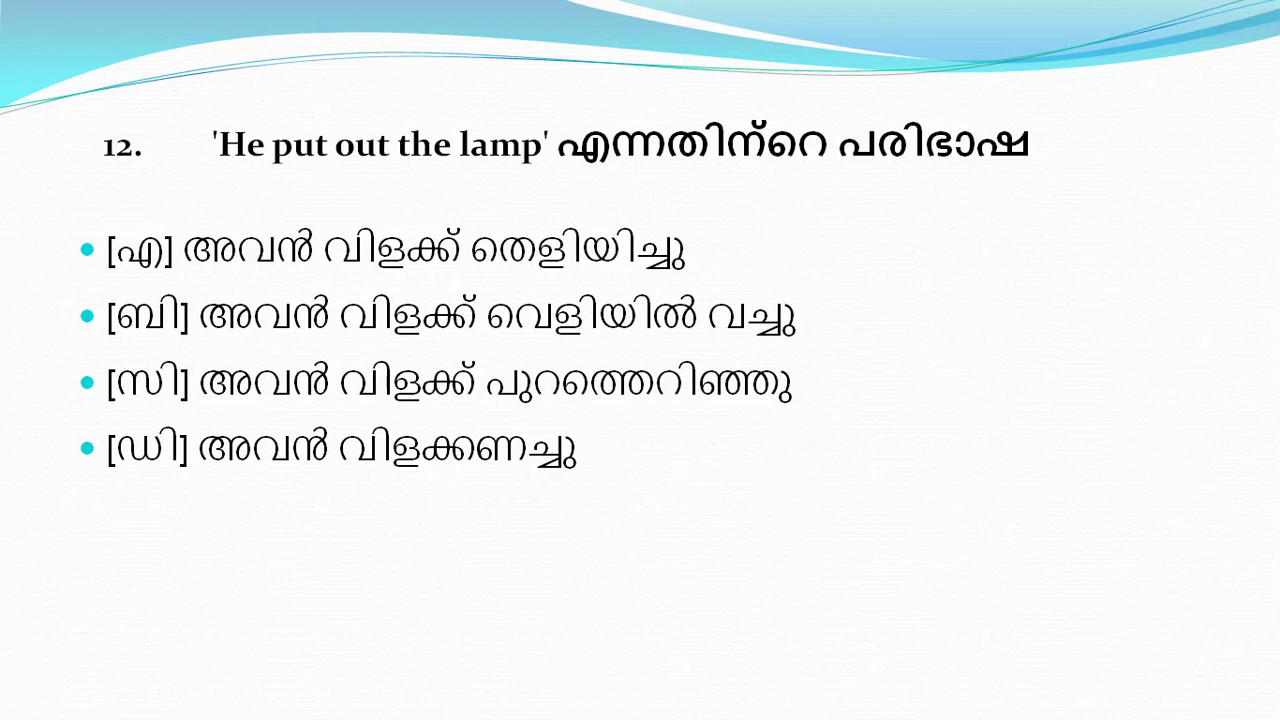 12. 'He put out the lamp' എന്നതിന്റെ പരിഭാഷ
• [എ] അവൻ വിളക്ക് തെളിയിച്ചു
• [ബി] അവൻ വിളക്ക് വെളിയിൽ വച്ചു
• [സി] അവൻ വിളക്ക് പുറത്തെറിഞ്ഞു
• [ഡി] അവൻ വിളക്കണച്ചു